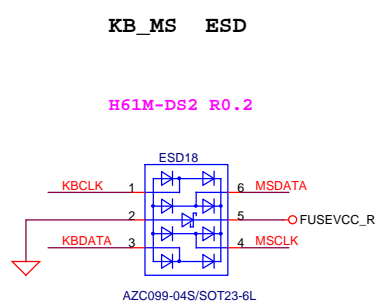 KB_MS ESD
H61M-DS2 R0.2
ESD18
KBCLK 1 6 MSDATA
2 5 FUSEVCC_R
KBDATA 3 4 MSCLK
AZC099-04S/SOT23-6L